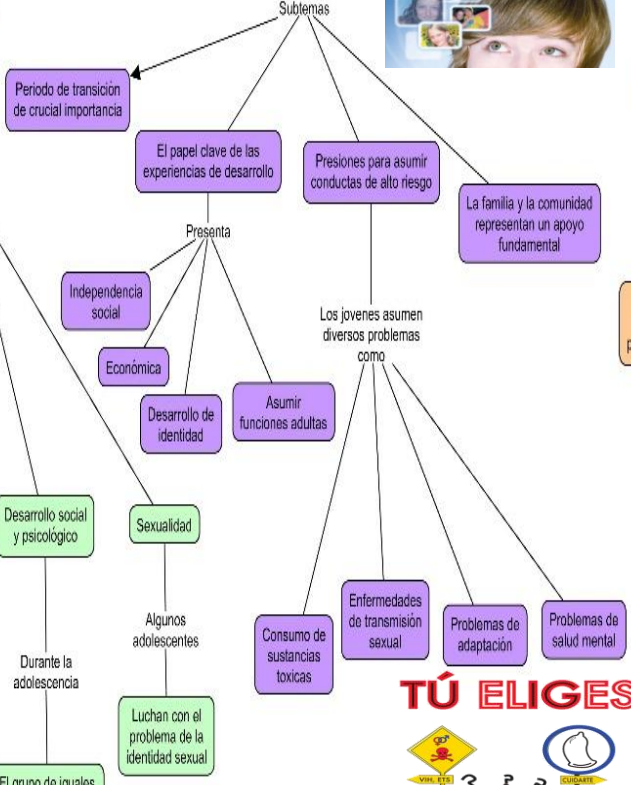 Subtemas
Periodo de transición
de crucial importancia
El papel clave de las
experiencias de desarrollo
Presiones para asumir
conductas de alto riesgo
La familia y la comunidad
representan un apoyo
fundamental
Presenta
Independencia
social
Económica
Desarrollo de
identidad
Asumir
funciones adultas
Los jovenes asumen
diversos problemas
como
p
Desarrollo social
y psicológico
Sexualidad
Durante la
adolescencia
Algunos
adolescentes
Consumo de
sustancias
toxicas
Enfermedades
de transmisión
sexual
Problemas de
adaptación
Problemas de
salud mental
Luchan con el
problema de la
identidad sexual
El grupo de iguales
TÚ ELIGES
VIH, ETS
? ? ?
CUIDARTE